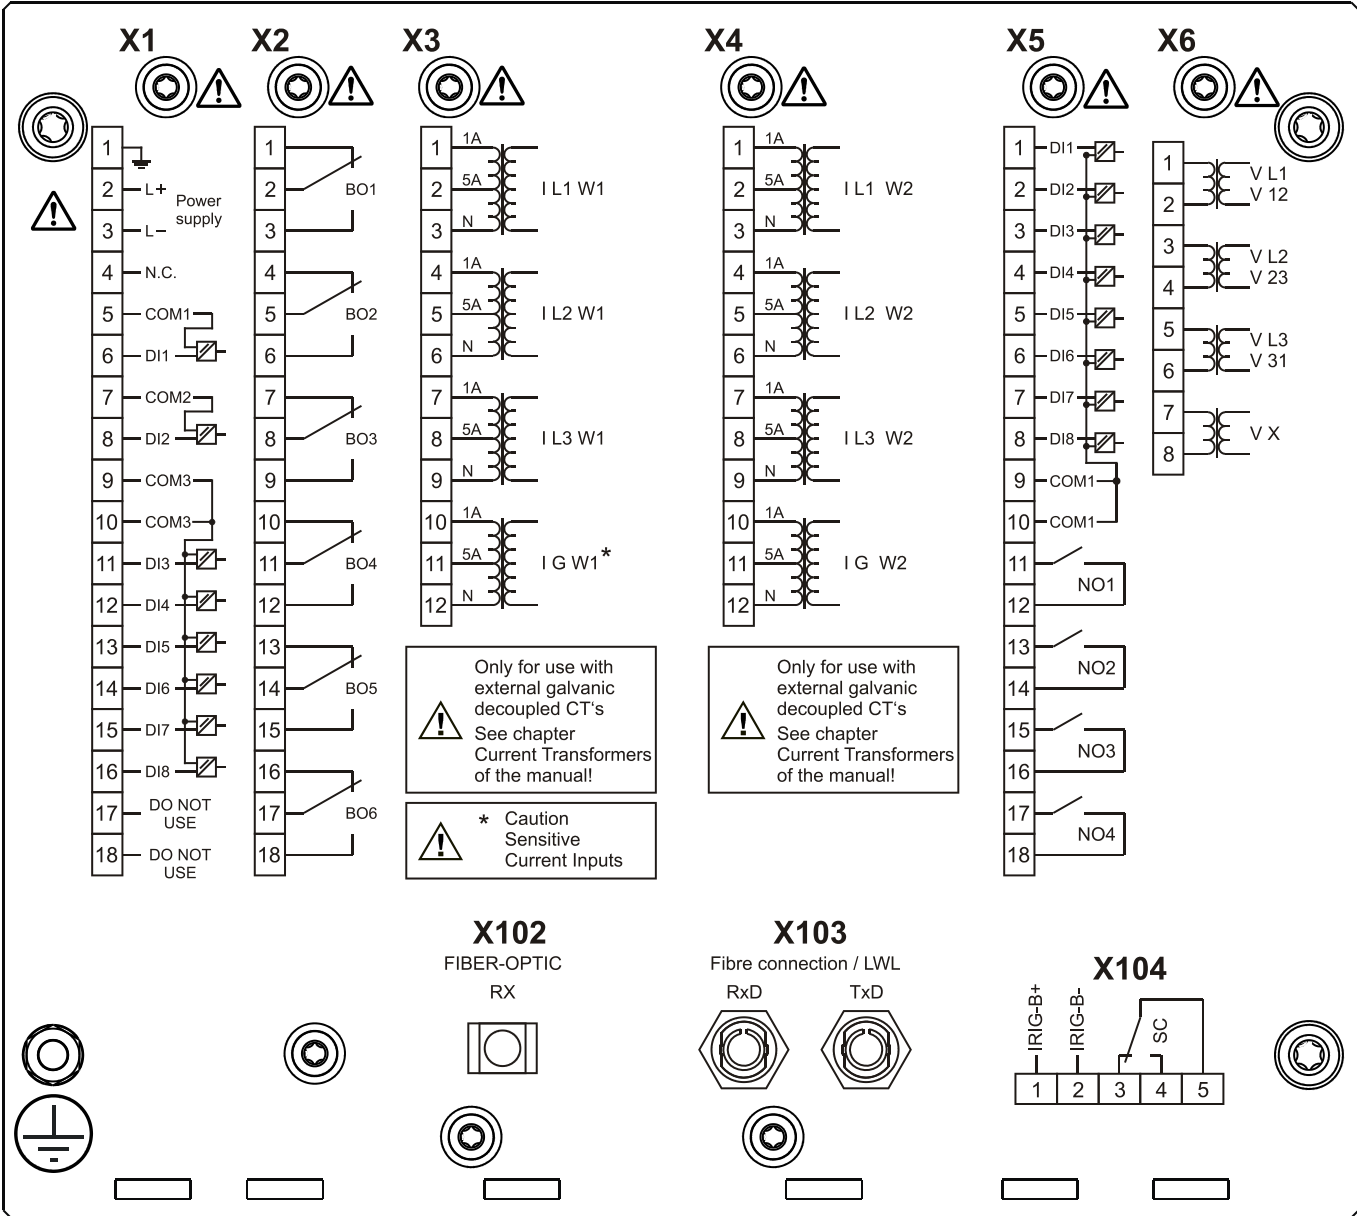 X1
X2
X3
X4
X5
X6
1
2 L+
Power
supply
3 L–
4 N.C.
5 COM1
6 DI1
7 COM2
8 DI2
9 COM3
10 COM3
11 DI3
12 DI4
13 DI5
14 DI6
15 DI7
16 DI8
17 DO NOT
USE
18 DO NOT
USE
1
2 BO1
3
4
5 BO2
6
7
8 BO3
9
10
11 BO4
12
13
14 BO5
15
16
17 BO6
18
1 1A
2 5A I L1 W1
3 N
4 1A
5 5A I L2 W1
6 N
7 1A
8 5A I L3 W1
9 N
10 1A
11 5A I G W1*
12 N
Only for use with
external galvanic
decoupled CT‘s
See chapter
Current Transformers
of the manual!
* Caution
Sensitive
Current Inputs
1 1A
2 5A I L1 W2
3 N
4 1A
5 5A I L2 W2
6 N
7 1A
8 5A I L3 W2
9 N
10 1A
11 5A I G W2
12 N
Only for use with
external galvanic
decoupled CT‘s
See chapter
Current Transformers
of the manual!
1 DI1
2 DI2
3 DI3
4 DI4
5 DI5
6 DI6
7 DI7
8 DI8
9 COM1
10 COM1
11
NO1
12
13
NO2
14
15
NO3
16
17
NO4
18
1 V L1
2 V 12
3 V L2
4 V 23
5 V L3
6 V 31
7
V X
8
X102
FIBER-OPTIC
RX
X103
Fibre connection / LWL
RxD TxD
X104
IRIG-B+
IRIG-B-
SC
1 2 3 4 5